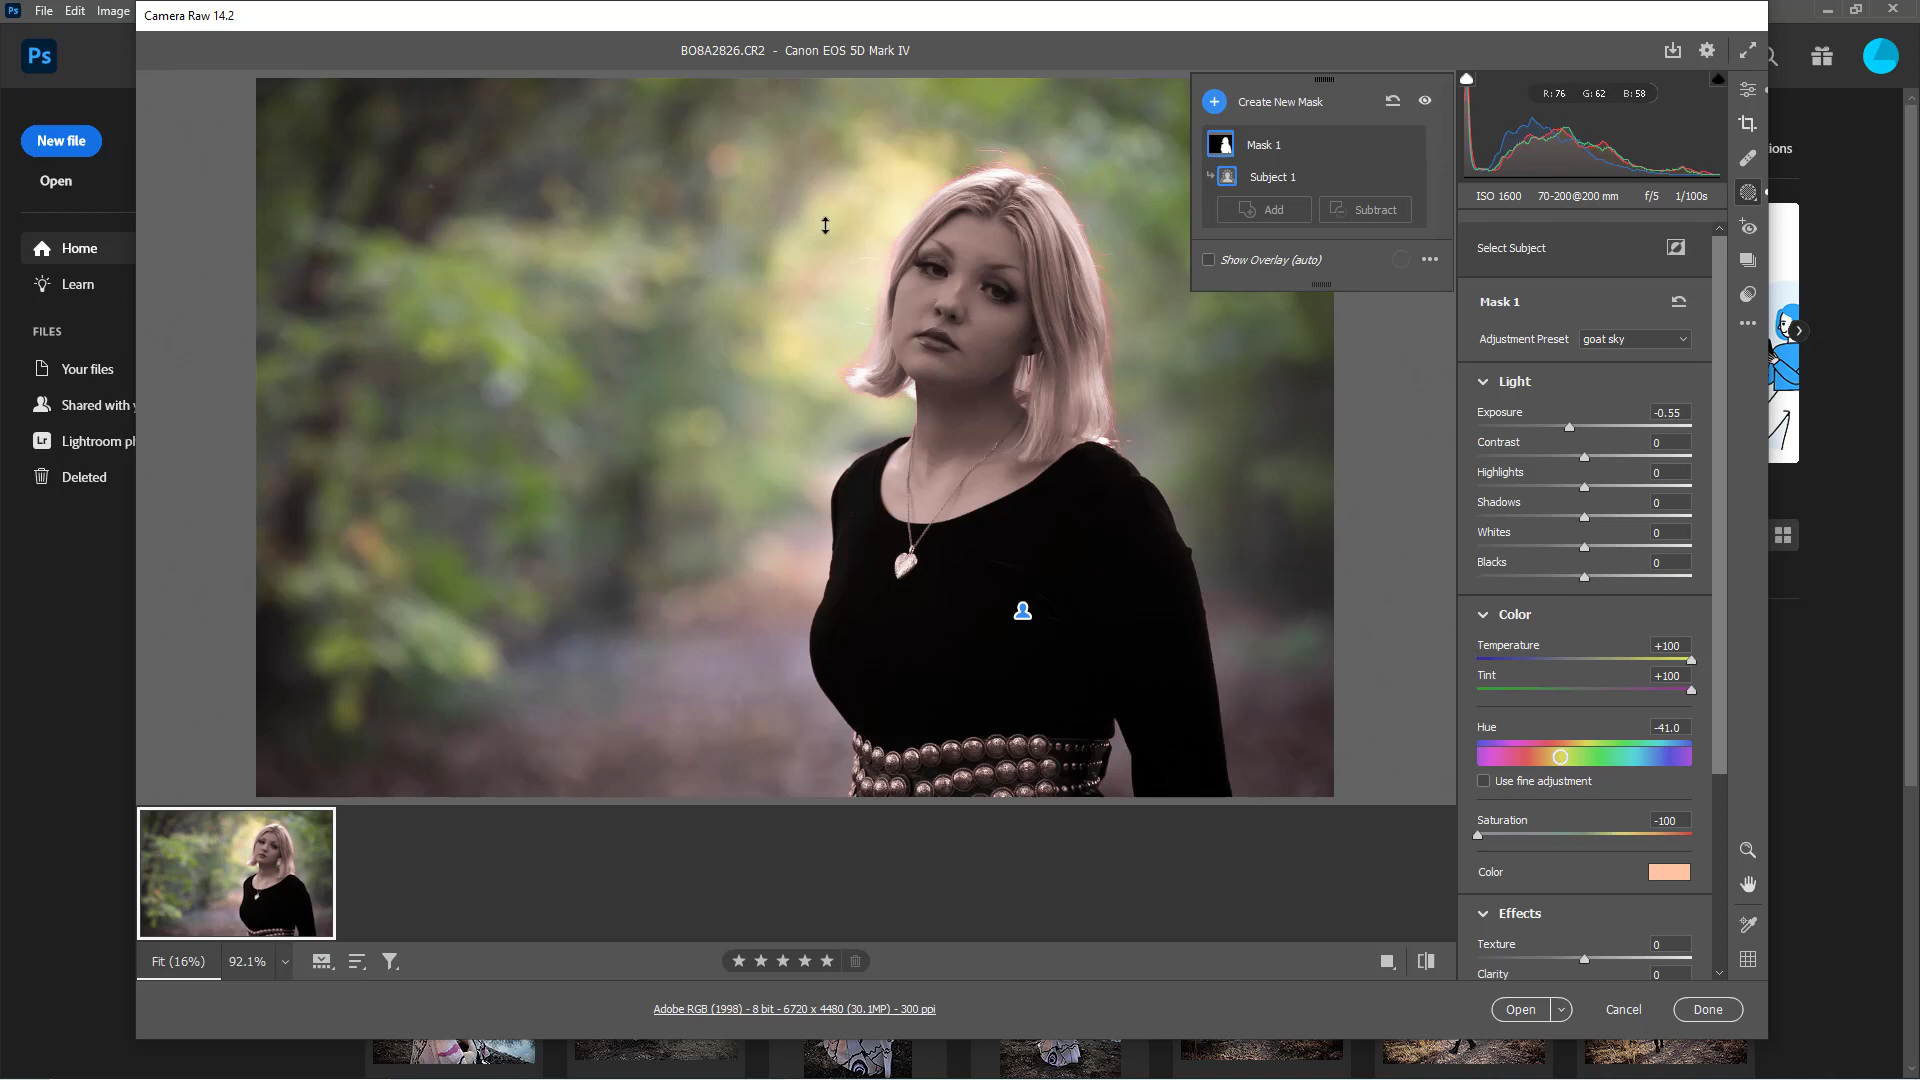 Ps File Edit Image
Camera Raw 14.2
BO8A2826.CR2 - Canon EOS 5D Mark IV
Ps
New file
Open
Home
Learn
FILES
Your files
Shared with
Lightroom
Lr
Deleted
Create New Mask
Mask 1
Subject 1
Add
Subtract
Show Overlay (auto)
R: 76 G: 62 B: 58
ISO 1600 70-200@200 mm f/5 1/100s
Select Subject
Mask 1
Adjustment Preset goat sky
Light
Exposure -0.55
Contrast 0
Highlights 0
Shadows 0
Whites 0
Blacks 0
Color
Temperature +100
Tint +100
Hue -41.0
Use fine adjustment
Saturation -100
Color
Effects
Texture 0
Clarity 0
Fit (16%) 92.1%
Adobe RGB (1998) - 8 bit - 6720 x 4480 (30.1MP) - 300 ppi
Open
Cancel
Done